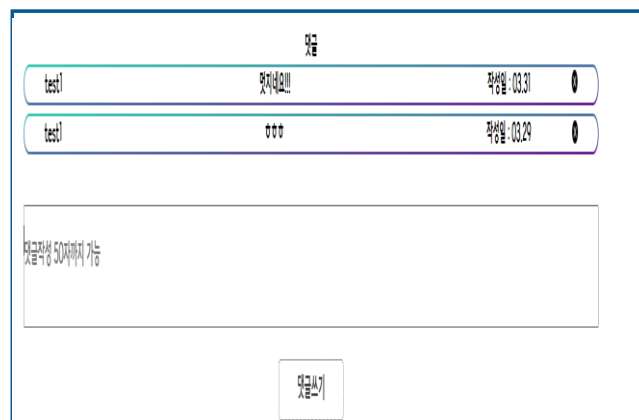 댓글
test1 멋지네요!!! 작성일 : 03.31 ⓧ
test1 ㅎㅎㅎ 작성일 : 03.29 ⓧ
댓글작성 50자까지 가능
댓글쓰기